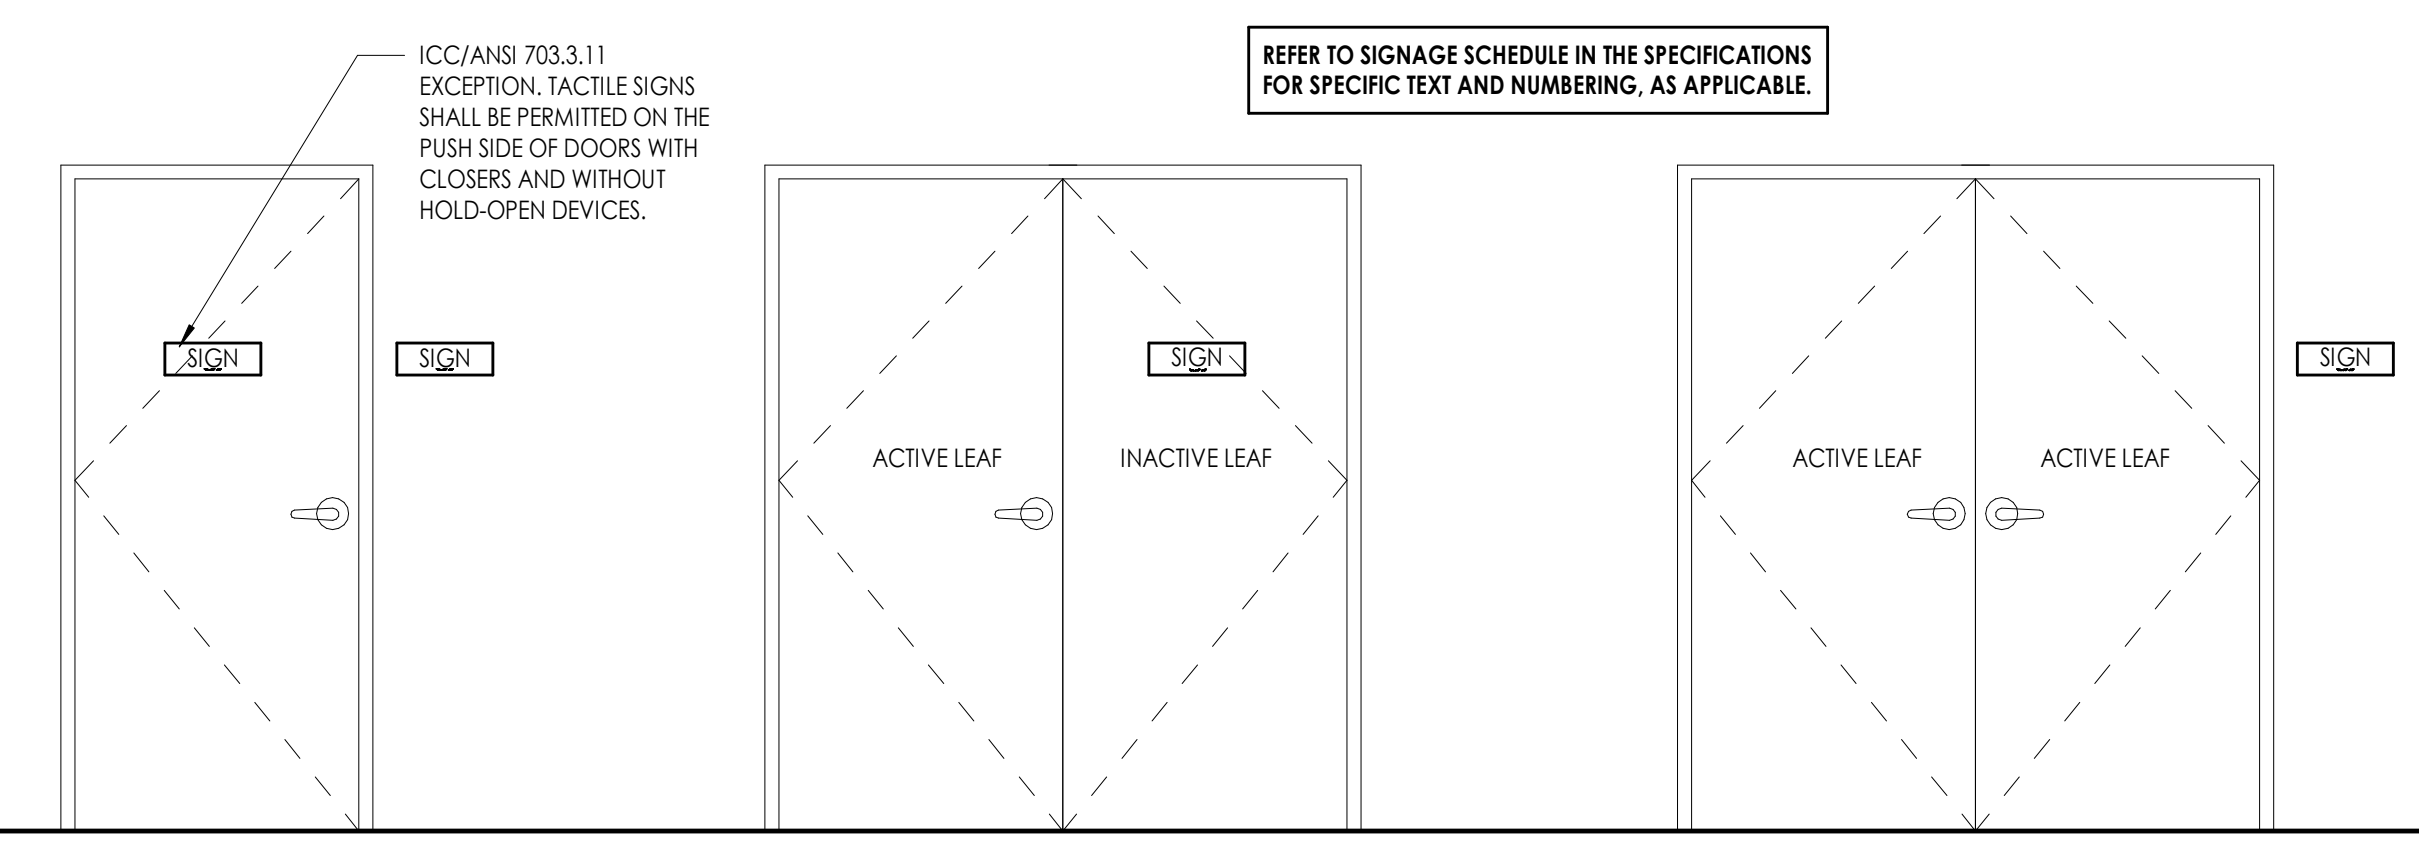 ICC/ANSI 703.3.11
EXCEPTION. TACTILE SIGNS
SHALL BE PERMITTED ON THE
PUSH SIDE OF DOORS WITH
CLOSERS AND WITHOUT
HOLD-OPEN DEVICES.
REFER TO SIGNAGE SCHEDULE IN THE SPECIFICATIONS
FOR SPECIFIC TEXT AND NUMBERING, AS APPLICABLE.
SIGN
SIGN
SIGN
SIGN
ACTIVE LEAF
INACTIVE LEAF
ACTIVE LEAF
ACTIVE LEAF